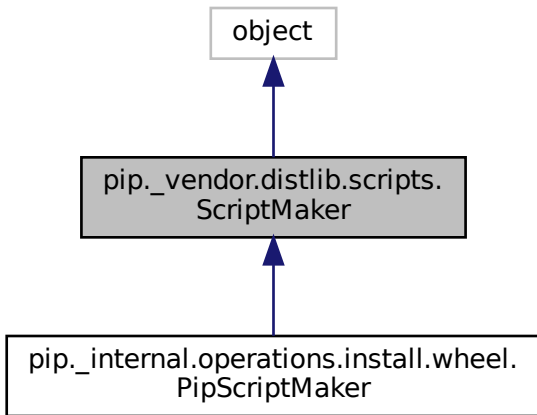 object
pip._vendor.distlib.scripts.
ScriptMaker
pip._internal.operations.install.wheel.
PipScriptMaker